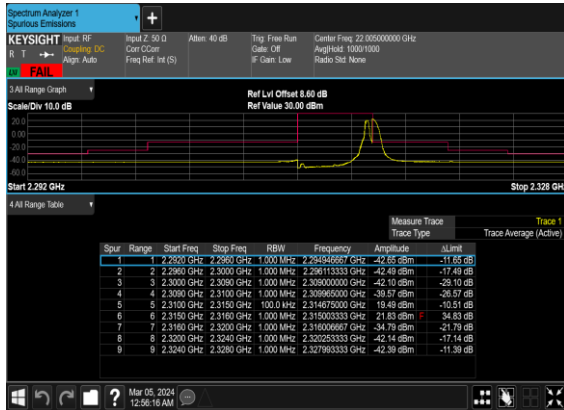 Spectrum Analyzer 1
Spurious Emissions
KEYSIGHT Input: RF Input Z: 50 Ω Atten: 40 dB Trig: Free Run Center Freq: 22.005000000 GHz
R T Coupling: DC Corr CCorr Gate: Off Avg|Hold: 1000/1000
Align: Auto Freq Ref: Int (S) IF Gain: Low Radio Std: None
FAIL
3 All Range Graph
Ref Lvl Offset 8.60 dB
Scale/Div 10.0 dB Ref Value 30.00 dBm
20.0
0.00
-20.0
-40.0
-60.0
Start 2.292 GHz Stop 2.328 GH
4 All Range Table
Measure Trace Trace 1
Trace Type Trace Average (Active)
Spur Range Start Freq Stop Freq RBW Frequency Amplitude ΔLimit
1 1 2.2920 GHz 2.2960 GHz 1.000 MHz 2.294946667 GHz -42.65 dBm -11.65 dB
2 2 2.2960 GHz 2.3000 GHz 1.000 MHz 2.296113333 GHz -42.49 dBm -17.49 dB
3 3 2.3000 GHz 2.3090 GHz 1.000 MHz 2.309000000 GHz -42.10 dBm -29.10 dB
4 4 2.3090 GHz 2.3100 GHz 1.000 MHz 2.309965000 GHz -39.57 dBm -26.57 dB
5 5 2.3100 GHz 2.3150 GHz 100.0 kHz 2.314675000 GHz 19.49 dBm -10.51 dB
6 6 2.3150 GHz 2.3160 GHz 1.000 MHz 2.315003333 GHz 21.83 dBm F 34.83 dB
7 7 2.3160 GHz 2.3200 GHz 1.000 MHz 2.316006667 GHz -34.79 dBm -21.79 dB
8 8 2.3200 GHz 2.3240 GHz 1.000 MHz 2.320253333 GHz -42.14 dBm -17.14 dB
9 9 2.3240 GHz 2.3280 GHz 1.000 MHz 2.327993333 GHz -42.39 dBm -11.39 dB
Mar 05, 2024
12:56:16 AM